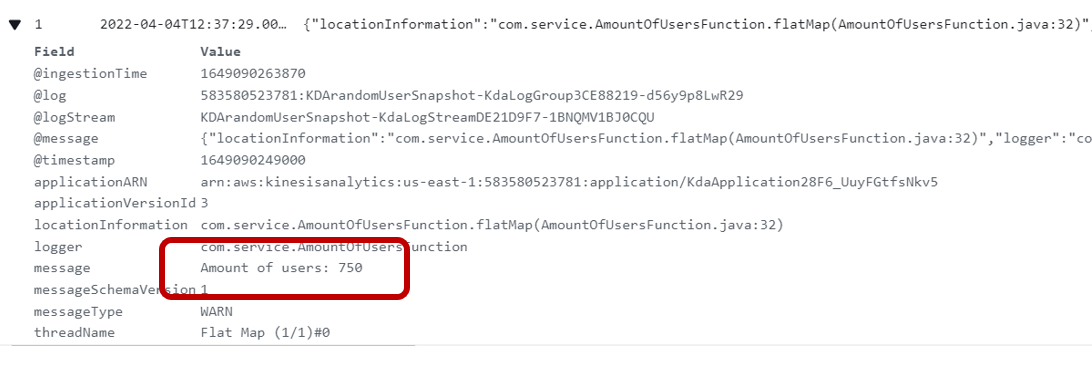 1 2022-04-04T12:37:29.00… {"locationInformation":"com.service.AmountOfUsersFunction.flatMap(AmountOfUsersFunction.java:32)",
Field Value
@ingestionTime 1649090263870
@log 583580523781:KDArandomUserSnapshot-KdaLogGroup3CE88219-d56y9p8LwR29
@logStream KDArandomUserSnapshot-KdaLogStreamDE21D9F7-1BNQMV1BJ0CQU
@message {"locationInformation":"com.service.AmountOfUsersFunction.flatMap(AmountOfUsersFunction.java:32)","logger":"co
@timestamp 1649090249000
applicationARN arn:aws:kinesisanalytics:us-east-1:583580523781:application/KdaApplication28F6_UuyFGtfsNkv5
applicationVersionId 3
locationInformation com.service.AmountOfUsersFunction.flatMap(AmountOfUsersFunction.java:32)
logger com.service.AmountOfUsersFunction
message Amount of users: 750
messageSchemaVersion 1
messageType WARN
threadName Flat Map (1/1)#0